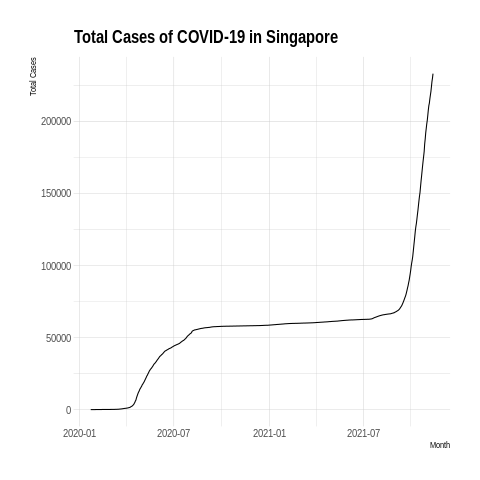 Total Cases of COVID-19 in Singapore
Total Cases
200000
150000
100000
50000
0
2020-01 2020-07 2021-01 2021-07
Month